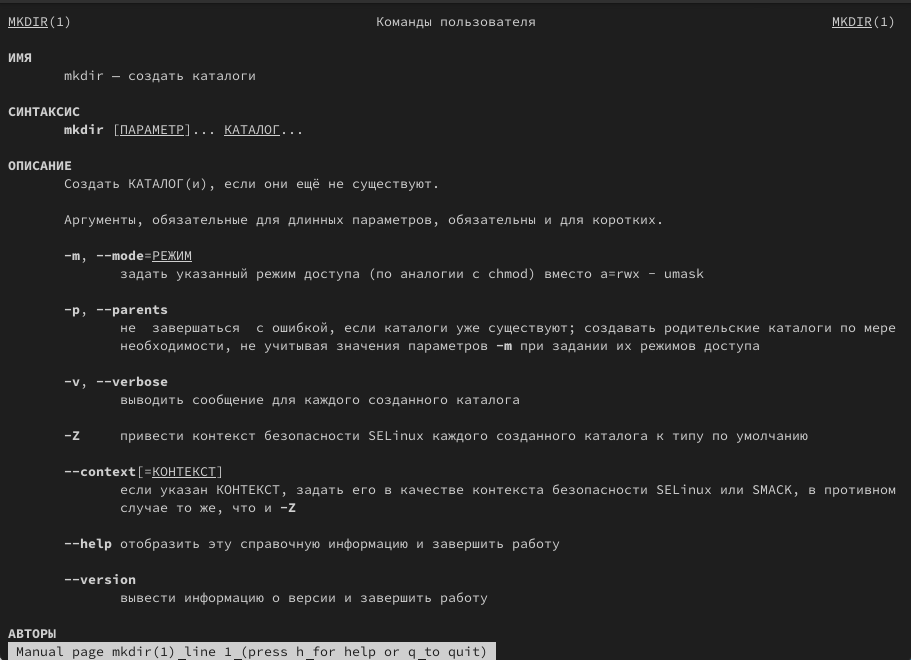 MKDIR(1) Команды пользователя MKDIR(1)
ИМЯ
mkdir — создать каталоги
СИНТАКСИС
mkdir [ПАРАМЕТР]... КАТАЛОГ...
ОПИСАНИЕ
Создать КАТАЛОГ(и), если они ещё не существуют.
Аргументы, обязательные для длинных параметров, обязательны и для коротких.
-m, --mode=РЕЖИМ
задать указанный режим доступа (по аналогии с chmod) вместо a=rwx - umask
-p, --parents
не завершаться с ошибкой, если каталоги уже существуют; создавать родительские каталоги по мере
необходимости, не учитывая значения параметров -m при задании их режимов доступа
-v, --verbose
выводить сообщение для каждого созданного каталога
-Z привести контекст безопасности SELinux каждого созданного каталога к типу по умолчанию
--context[=КОНТЕКСТ]
если указан КОНТЕКСТ, задать его в качестве контекста безопасности SELinux или SMACK, в противном
случае то же, что и -Z
--help отобразить эту справочную информацию и завершить работу
--version
вывести информацию о версии и завершить работу
АВТОРЫ
Manual page mkdir(1) line 1 (press h for help or q to quit)